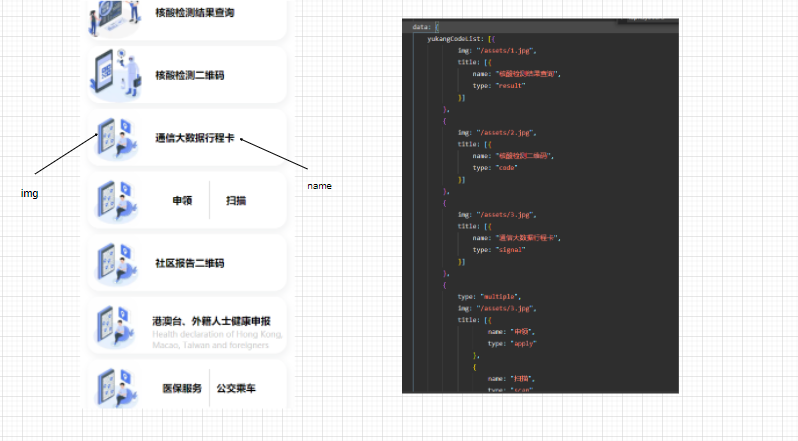 核酸检测结果查询
核酸检测二维码
通信大数据行程卡
img
name
申领 扫描
社区报告二维码
港澳台、外籍人士健康申报
Health declaration of Hong Kong,
Macao, Taiwan and foreigners
医保服务 公交乘车
data: {
yukangCodeList: [{
img: "/assets/1.jpg",
title: [{
name: "核酸检测结果查询",
type: "result"
}]
},
{
img: "/assets/2.jpg",
title: [{
name: "核酸检测二维码",
type: "code"
}]
},
{
img: "/assets/3.jpg",
title: [{
name: "通信大数据行程卡",
type: "signal"
}]
},
{
type: "multiple",
img: "/assets/3.jpg",
title: [{
name: "申领",
type: "apply"
},
{
name: "扫描",
type: "scan"